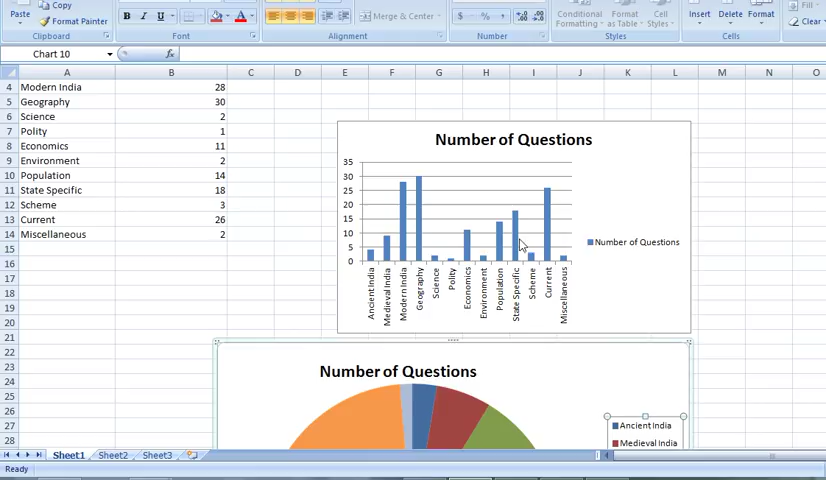 Copy Fill
Paste Format Painter B I U Merge & Center $ % , Conditional Format Cell Insert Delete Format Clear
Formatting as Table Styles
Clipboard Font Alignment Number Styles Cells
Chart 10 fx
A B C D E F G H I J K L M N O
4 Modern India 28
5 Geography 30
6 Science 2
7 Polity 1
8 Economics 11
9 Environment 2
10 Population 14
11 State Specific 18
12 Scheme 3
13 Current 26
14 Miscellaneous 2
15
16
17
18
19
20
21
22
23
24
25
26
27
28
Number of Questions
35
30
25
20
15
10
5
0
Ancient India
Medieval India
Modern India
Geography
Science
Polity
Economics
Environment
Population
State Specific
Scheme
Current
Miscellaneous
Number of Questions
Number of Questions
Ancient India
Medieval India
Sheet1 Sheet2 Sheet3
Ready